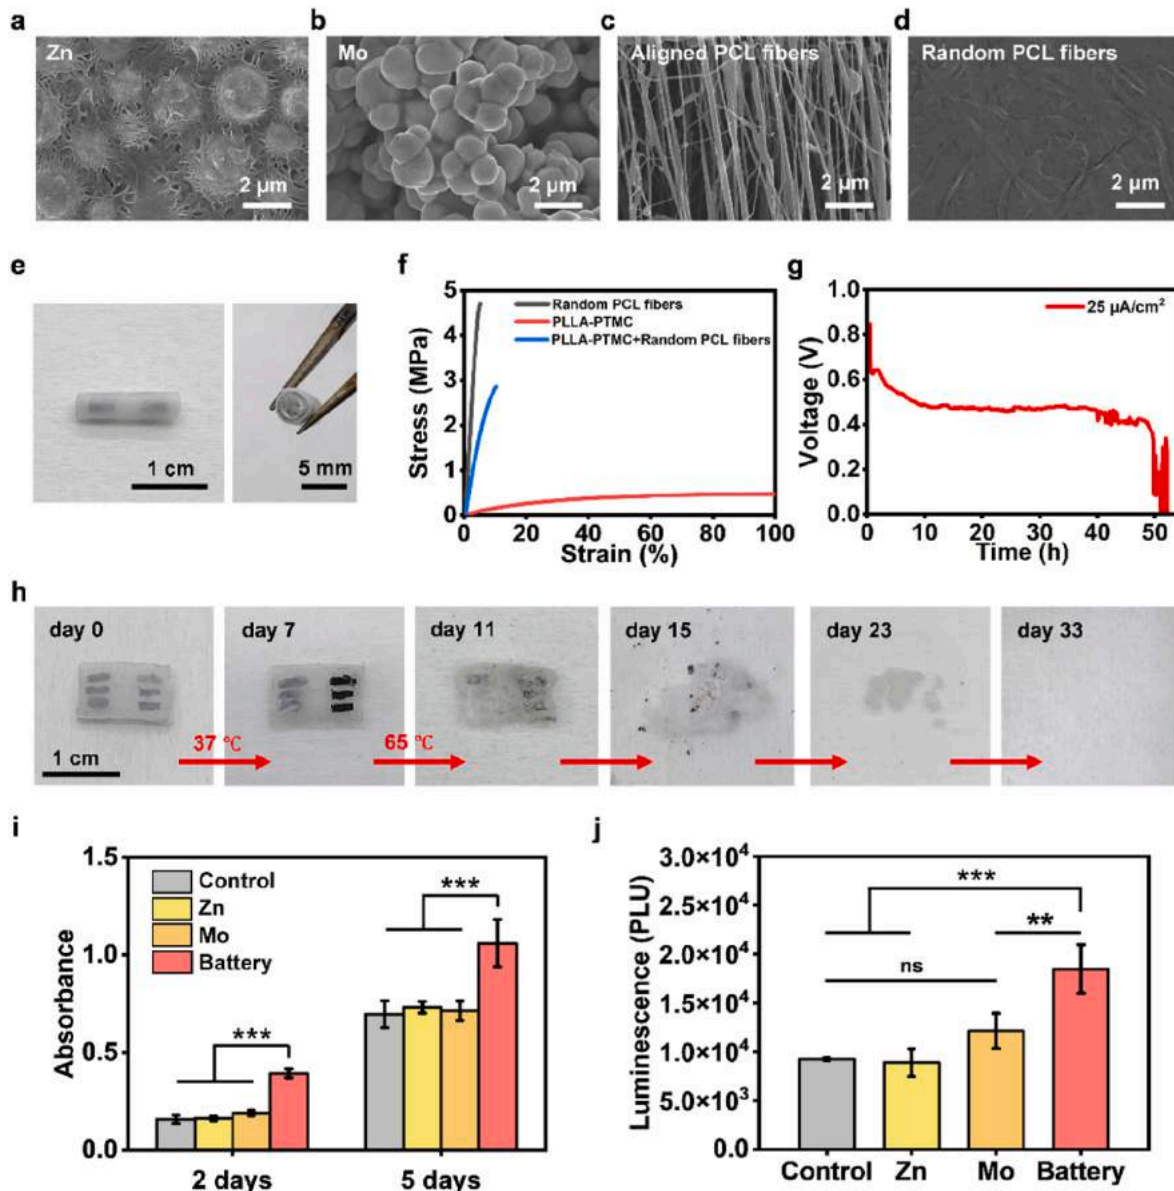 a
b
c
d
Zn
Mo
Aligned PCL fibers
Random PCL fibers
2 µm
2 µm
2 µm
2 µm
e
f
g
1 cm
5 mm
5
4
3
2
1
0
Stress (MPa)
Random PCL fibers
PLLA-PTMC
PLLA-PTMC+Random PCL fibers
0 20 40 60 80 100
Strain (%)
1.0
0.8
0.6
0.4
0.2
0.0
Voltage (V)
25 µA/cm²
0 10 20 30 40 50
Time (h)
h
day 0
day 7
day 11
day 15
day 23
day 33
37 ℃
65 ℃
1 cm
i
j
1.5
1.0
0.5
0.0
Absorbance
Control
Zn
Mo
Battery
***
***
2 days
5 days
3.0×10⁴
2.5×10⁴
2.0×10⁴
1.5×10⁴
1.0×10⁴
5.0×10³
0.0
Luminescence (PLU)
***
**
ns
Control Zn Mo Battery